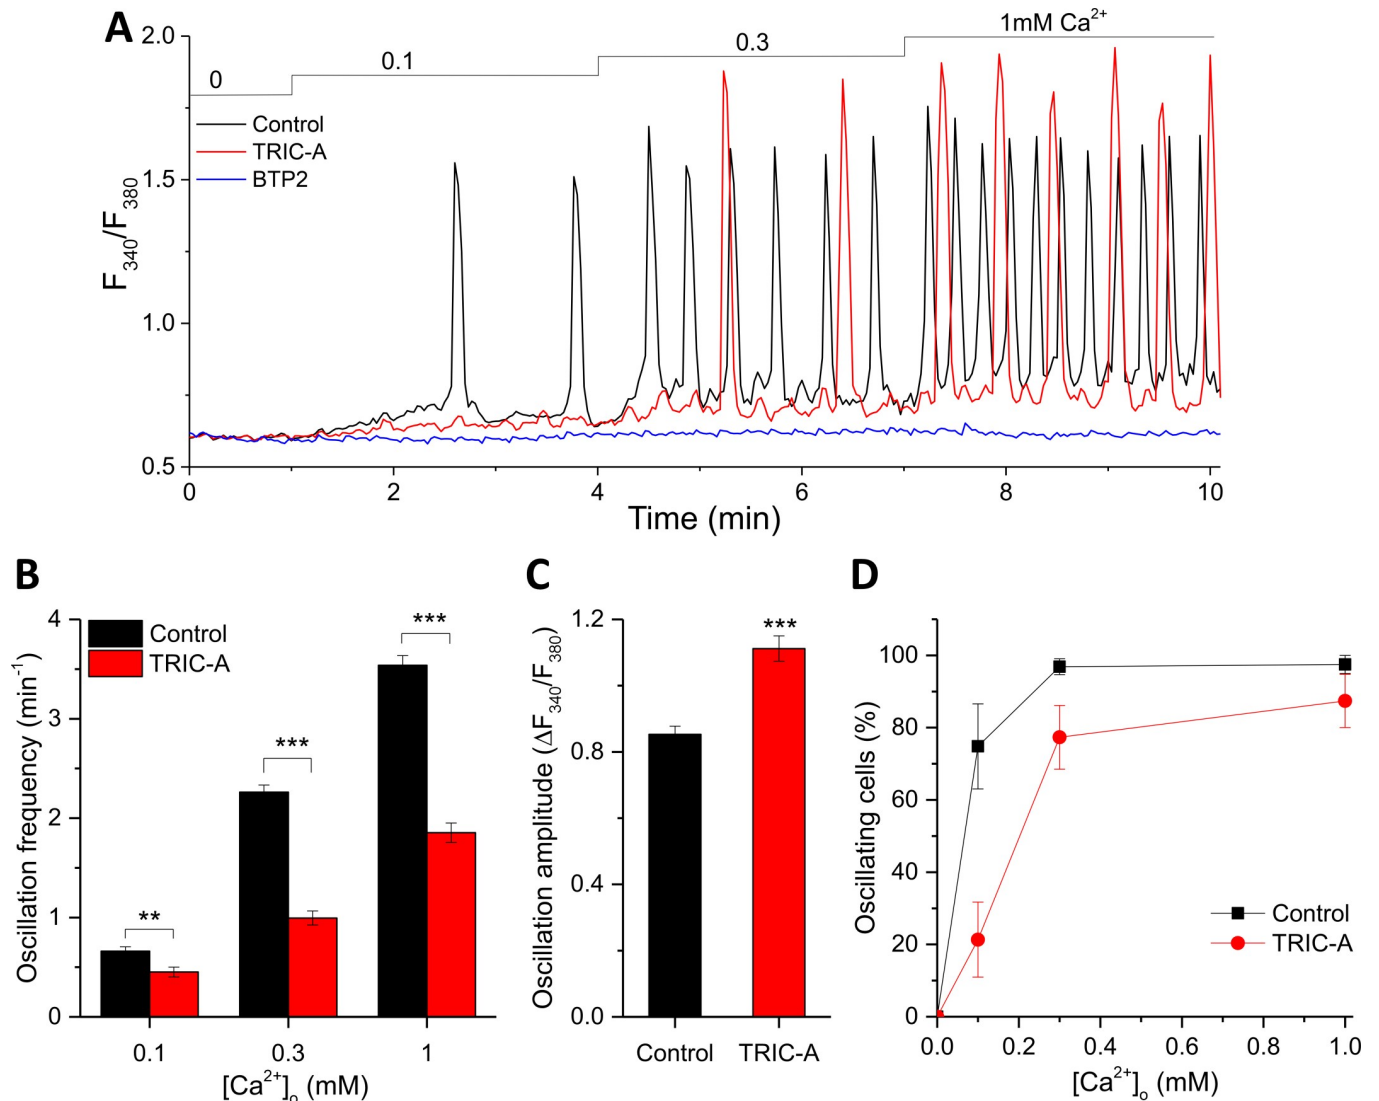 A
2.0
1.5
1.0
0.5
F340/F380
0
0.1
0.3
1mM Ca2+
Control
TRIC-A
BTP2
0
2
4
6
8
10
Time (min)
B
4
3
2
1
0
Oscillation frequency (min-1)
Control
TRIC-A
**
***
***
0.1
0.3
1
[Ca2+]o (mM)
C
1.2
0.8
0.4
0.0
Oscillation amplitude (ΔF340/F380)
***
Control
TRIC-A
D
100
80
60
40
20
0
Oscillating cells (%)
Control
TRIC-A
0.0
0.2
0.4
0.6
0.8
1.0
[Ca2+]o (mM)